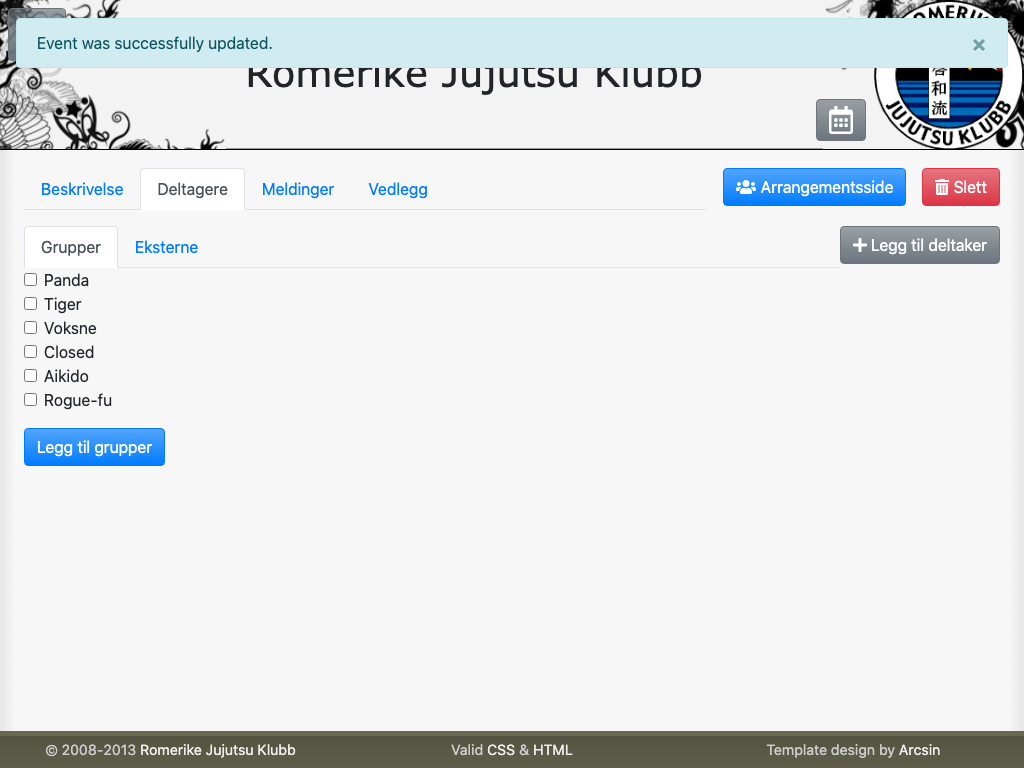 Event was successfully updated.
×
Romerike Jujutsu Klubb
ROMERIKE
啓和流
JUJUTSU KLUBB
Beskrivelse
Deltagere
Meldinger
Vedlegg
Arrangementsside
Slett
Grupper
Eksterne
Legg til deltaker
Panda
Tiger
Voksne
Closed
Aikido
Rogue-fu
Legg til grupper
© 2008-2013 Romerike Jujutsu Klubb
Valid CSS & HTML
Template design by Arcsin